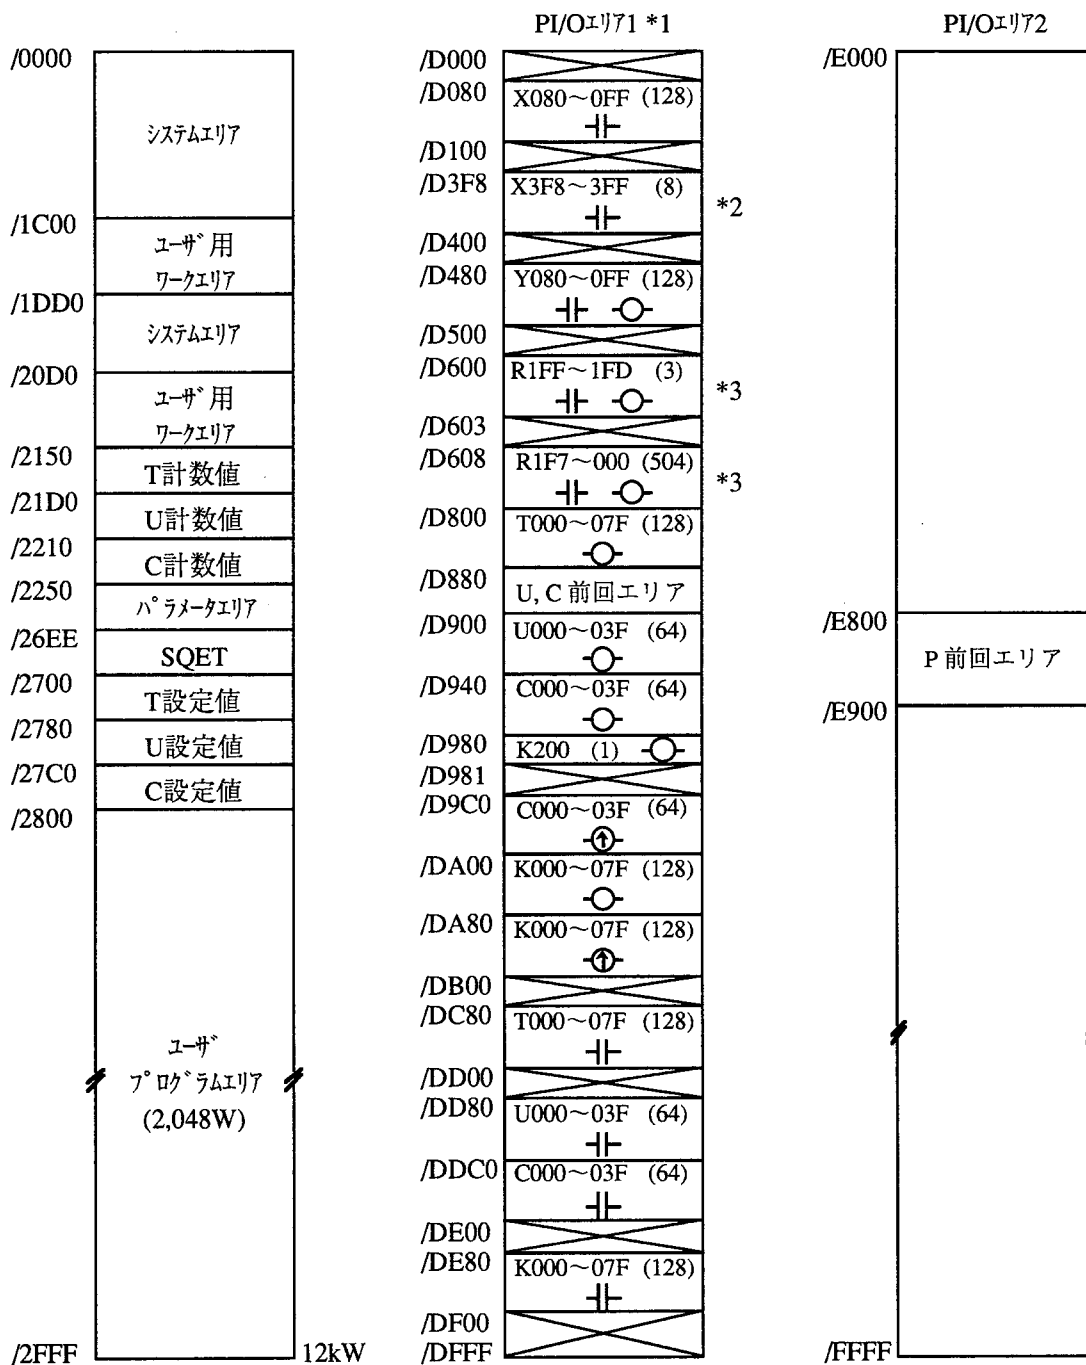 /0000
システムエリア
/1C00
ユーザ用
ワークエリア
/1DD0
システムエリア
/20D0
ユーザ用
ワークエリア
/2150
T計数値
/21D0
U計数値
/2210
C計数値
/2250
パラメータエリア
/26EE
SQET
/2700
T設定値
/2780
U設定値
/27C0
C設定値
/2800
ユーザ
プログラムエリア
(2,048W)
/2FFF
12kW
PI/Oエリア1 *1
/D000
/D080
X080～0FF (128)
/D100
/D3F8
X3F8～3FF (8)
*2
/D400
/D480
Y080～0FF (128)
/D500
/D600
R1FF～1FD (3)
*3
/D603
/D608
R1F7～000 (504)
*3
/D800
T000～07F (128)
/D880
U, C 前回エリア
/D900
U000～03F (64)
/D940
C000～03F (64)
/D980
K200 (1)
/D981
/D9C0
C000～03F (64)
/DA00
K000～07F (128)
/DA80
K000～07F (128)
/DB00
/DC80
T000～07F (128)
/DD00
/DD80
U000～03F (64)
/DDC0
C000～03F (64)
/DE00
/DE80
K000～07F (128)
/DF00
/DFFF
PI/Oエリア2
/E000
/E800
P 前回エリア
/E900
/FFFF